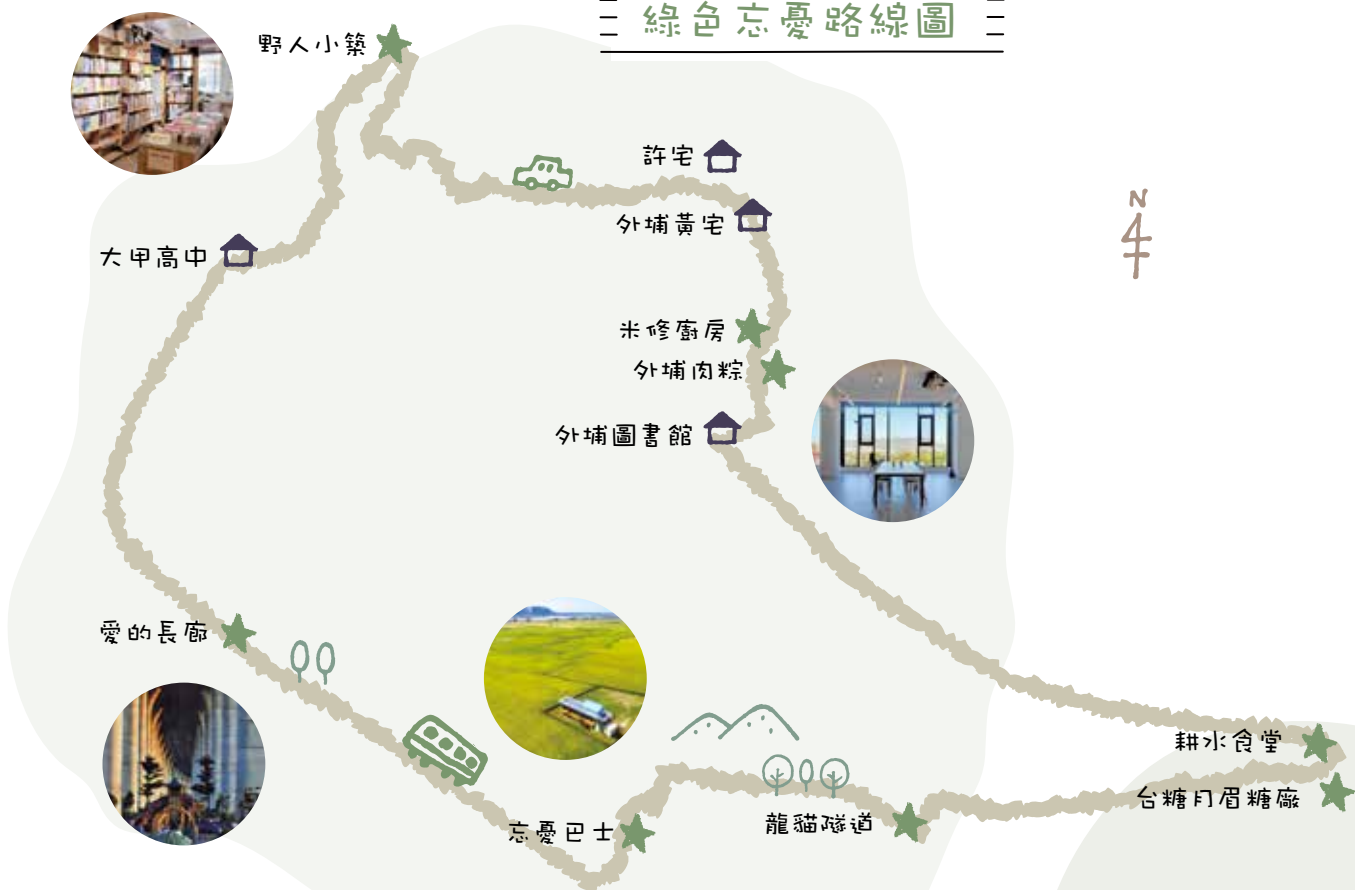 綠色忘憂路線圖
野人小築
許宅
外埔黃宅
N
大甲高中
米修廚房
外埔肉粽
外埔圖書館
愛的長廊
耕水食堂
台糖月眉糖廠
忘憂巴士
龍貓隧道